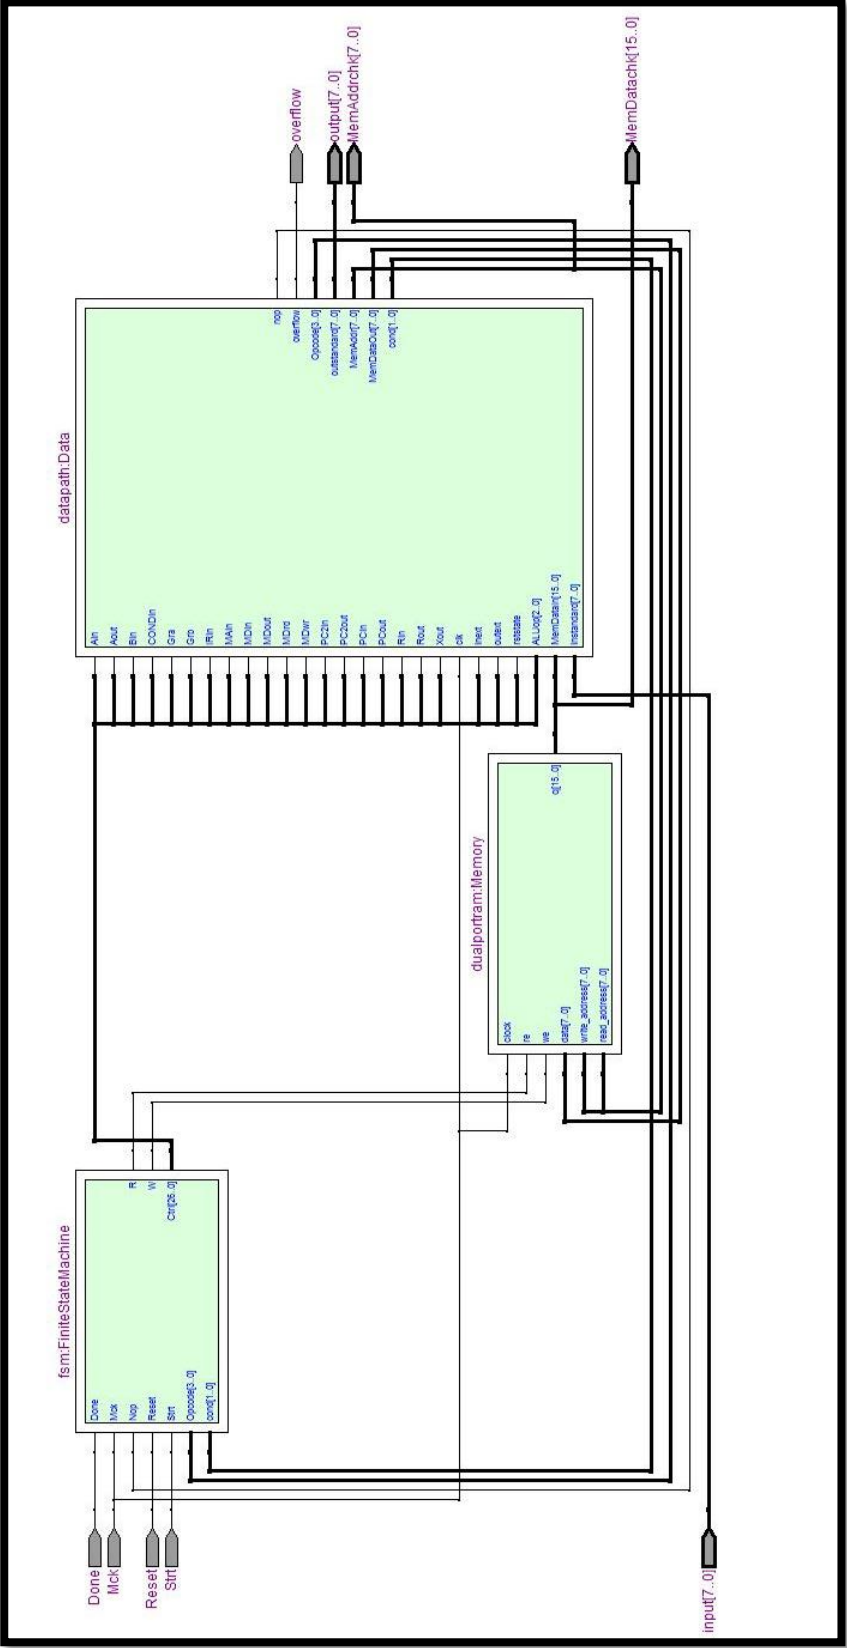 fsm:FiniteStateMachine
Done
Mck
Reset
Strt
input[7..0]
Done
Mck
Nop
Reset
Strt
Opcode[3..0]
cond[1..0]
R
W
Ctrl[26..0]
dualportram:Memory
clock
re
we
data[7..0]
write_address[7..0]
read_address[7..0]
q[15..0]
datapath:Data
Ain
Aout
Bin
CONDin
Gra
Gro
IRin
MAin
MDin
MDout
MDrd
MDwr
PC2in
PC2out
PCin
PCout
Rin
Rout
Xout
clk
inext
outext
rststate
ALUop[2..0]
MemDatain[15..0]
instandard[7..0]
nop
overflow
Opcode[3..0]
outstandard[7..0]
MemAddr[7..0]
MemDataOut[7..0]
cond[1..0]
overflow
output[7..0]
MemAddrchk[7..0]
MemDatachk[15..0]